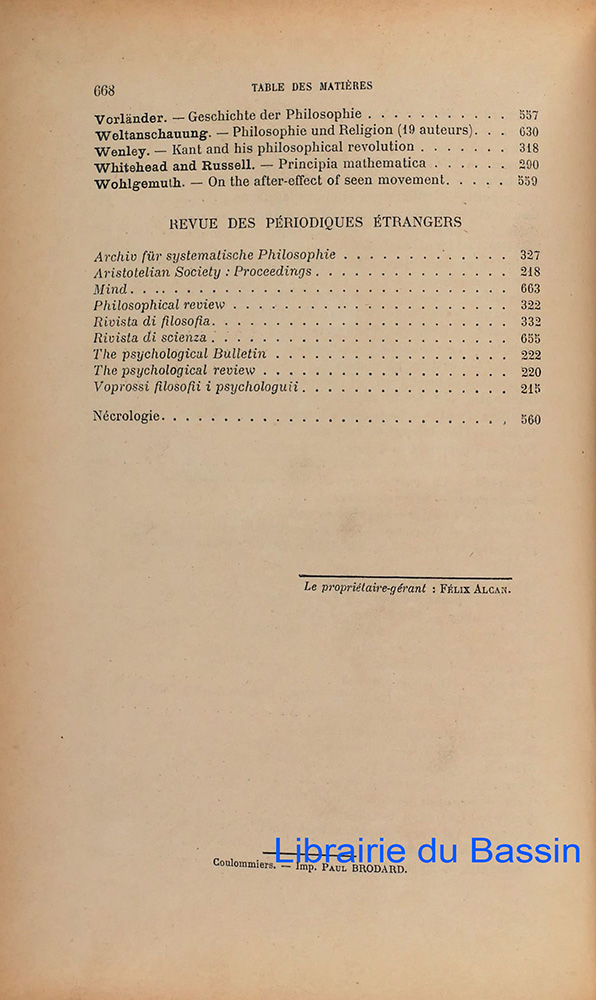 668 TABLE DES MATIÈRES
Vorländer. — Geschichte der Philosophie . . . . . . . . . . . 557
Weltanschauung. — Philosophie und Religion (19 auteurs). . . 630
Wenley. — Kant and his philosophical revolution . . . . . . . 318
Whitehead and Russell. — Principia mathematica . . . . . . 290
Wohlgemuth. — On the after-effect of seen movement. . . . . 559
REVUE DES PÉRIODIQUES ÉTRANGERS
Archiv für systematische Philosophie . . . . . . . . . . . . . 327
Aristotelian Society : Proceedings . . . . . . . . . . . . . . 218
Mind. . . . . . . . . . . . . . . . . . . . . . . . . . . . 663
Philosophical review . . . . . . . . . . . . . . . . . . . . 322
Rivista di filosofia. . . . . . . . . . . . . . . . . . . . . 332
Rivista di scienza . . . . . . . . . . . . . . . . . . . . . 655
The psychological Bulletin . . . . . . . . . . . . . . . . . 222
The psychological review . . . . . . . . . . . . . . . . . . 220
Voprossi filosofii i psychologuii. . . . . . . . . . . . . . . 215
Nécrologie. . . . . . . . . . . . . . . . . . . . . . . . . . 560
Le propriétaire-gérant : FÉLIX ALCAN.
Librairie du Bassin
Coulommiers. — Imp. PAUL BRODARD.